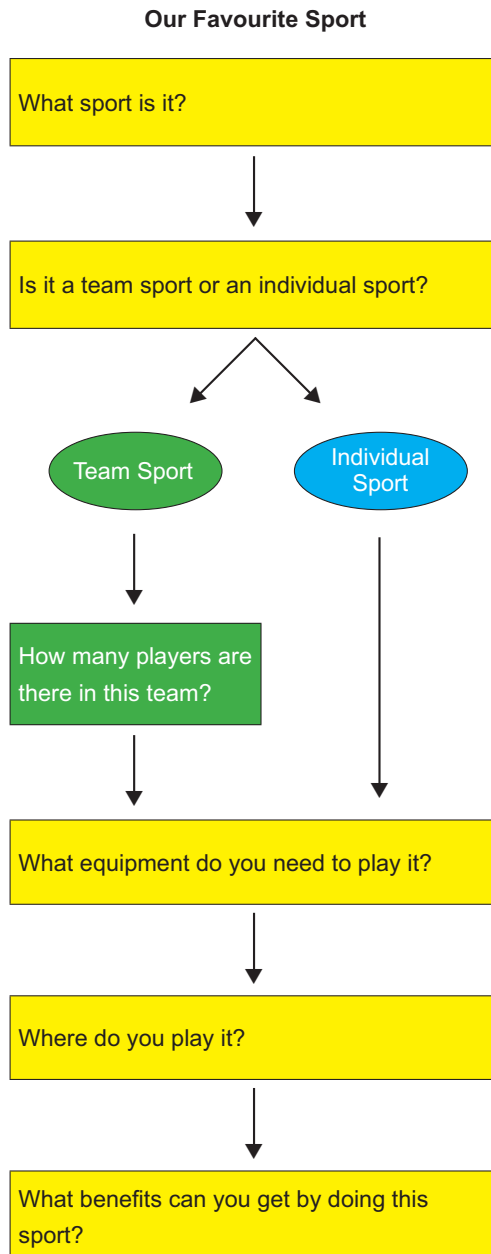 Our Favourite Sport
What sport is it?
Is it a team sport or an individual sport?
Team Sport
Individual
Sport
How many players are
there in this team?
What equipment do you need to play it?
Where do you play it?
What benefits can you get by doing this
sport?